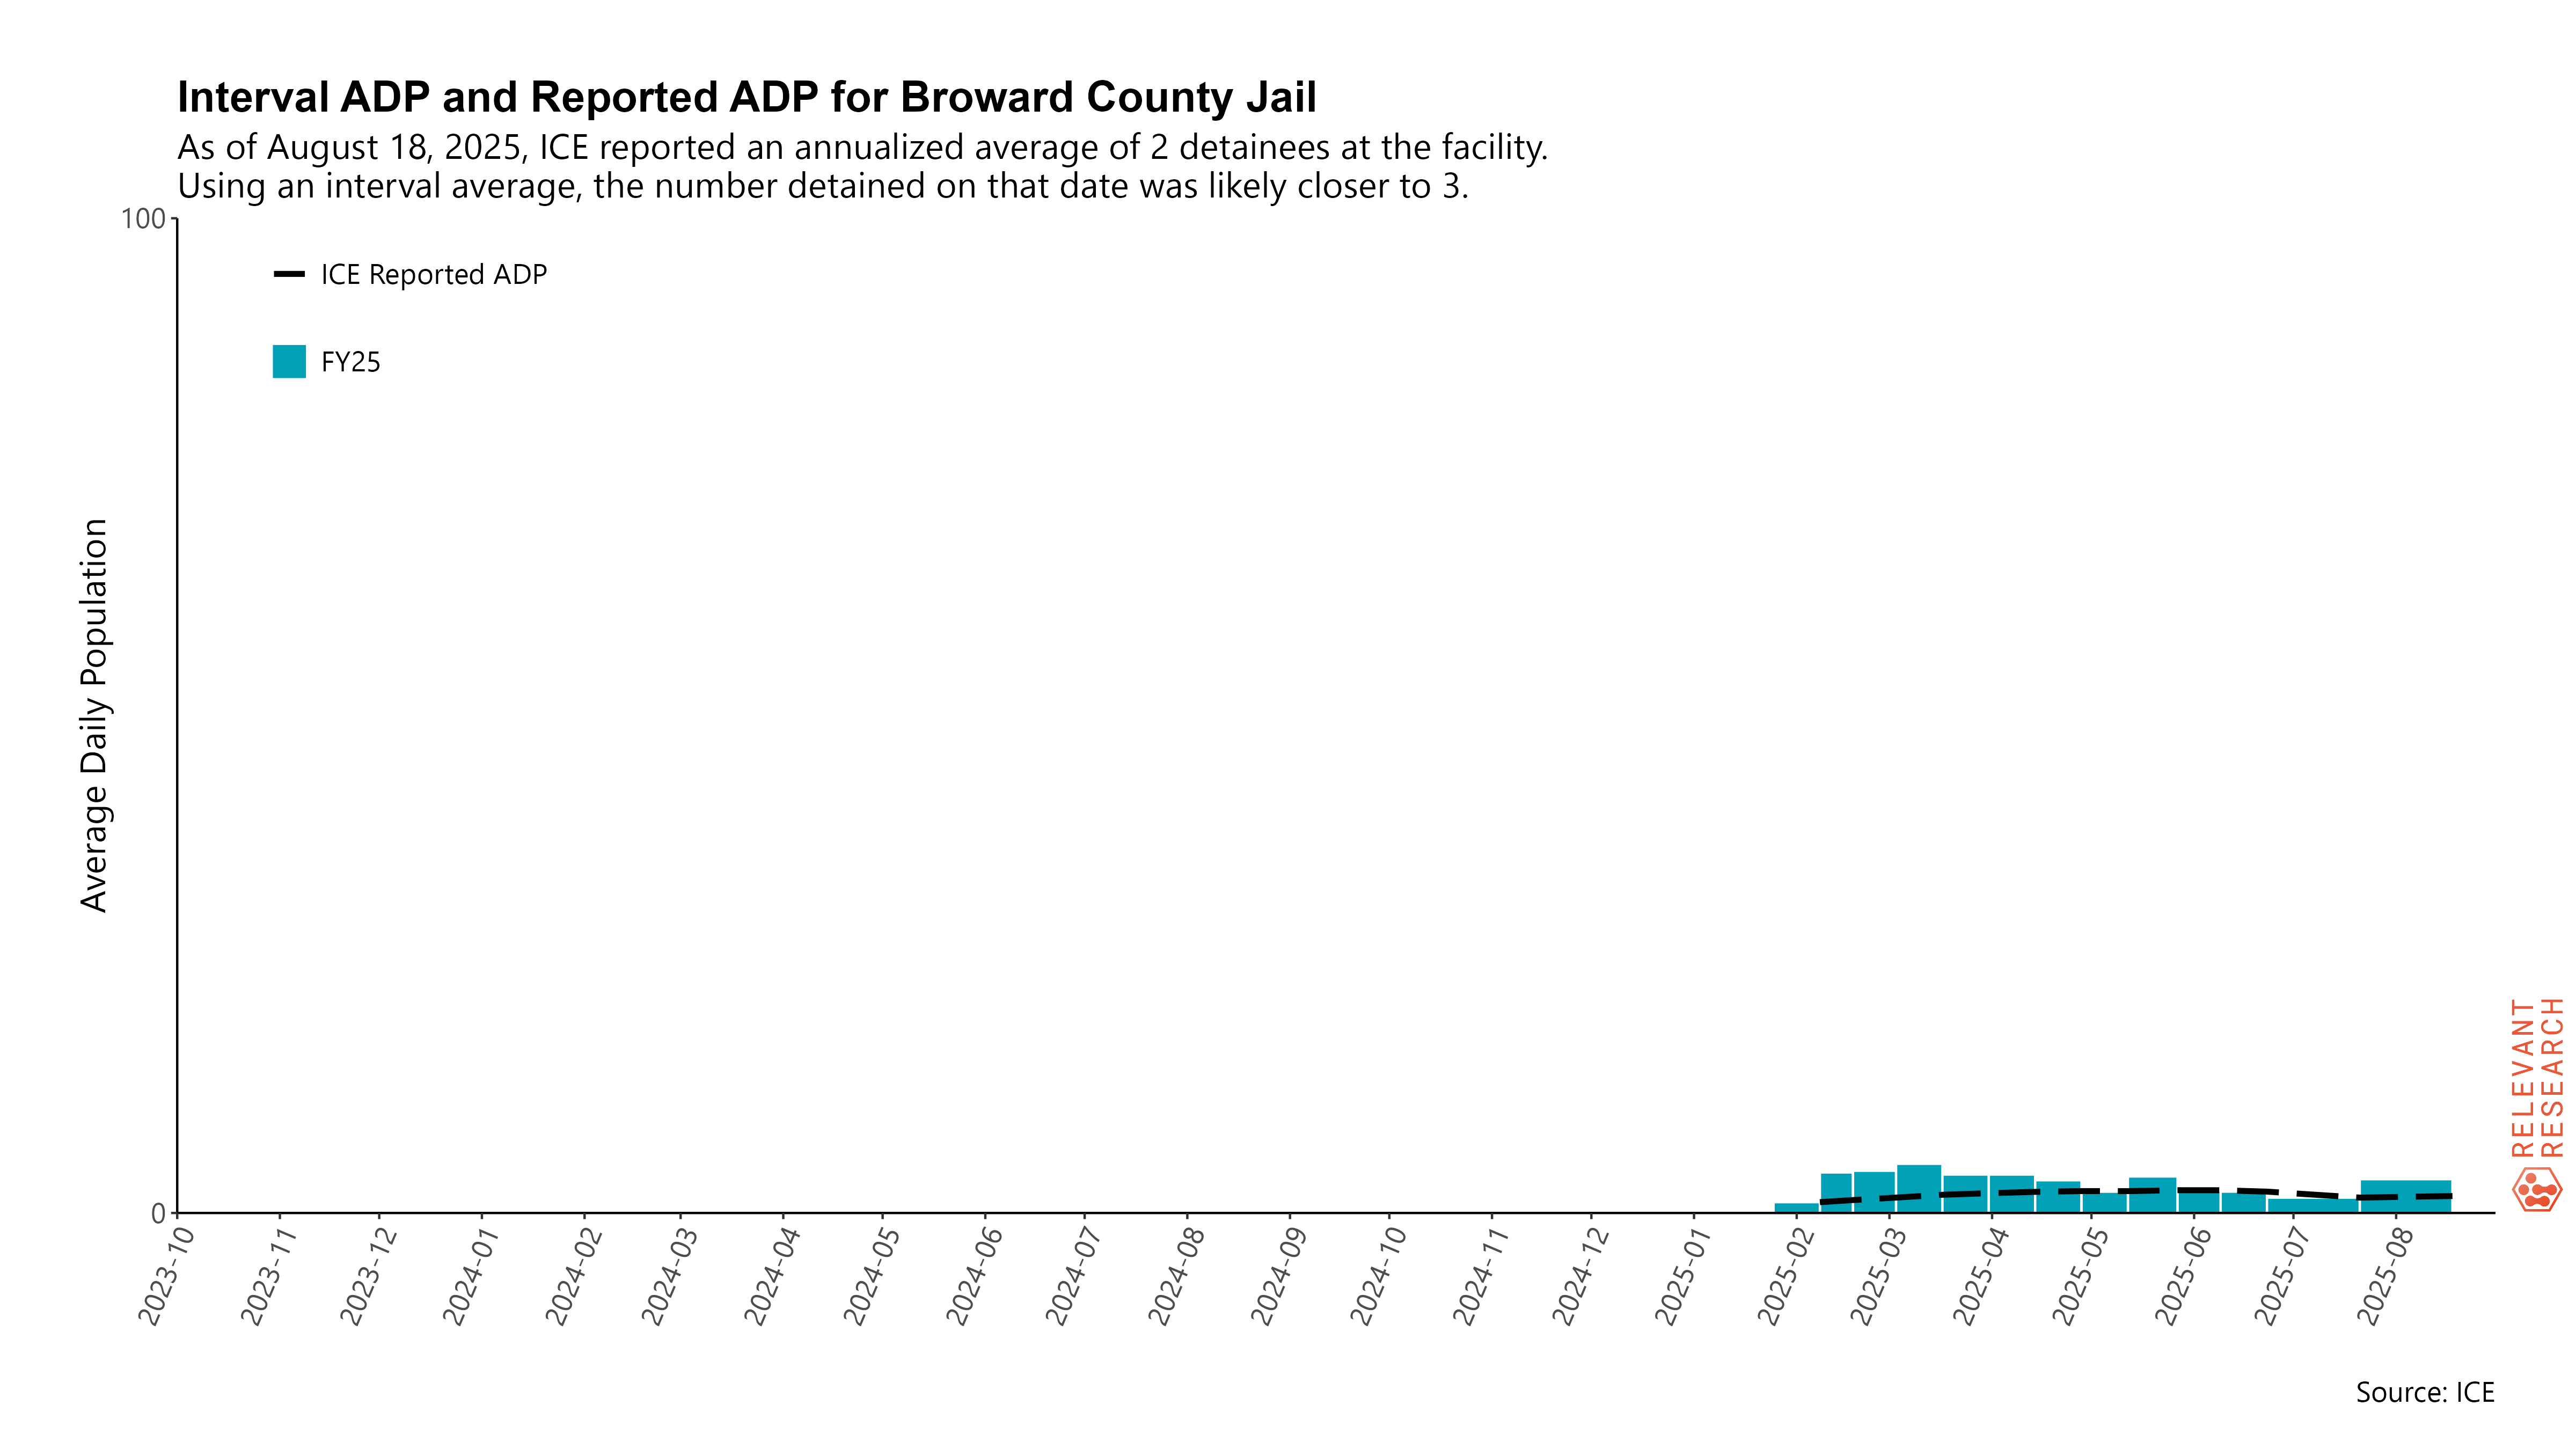 Interval ADP and Reported ADP for Broward County Jail
As of August 18, 2025, ICE reported an annualized average of 2 detainees at the facility.
Using an interval average, the number detained on that date was likely closer to 3.
100
ICE Reported ADP
FY25
Average Daily Population
0
2023-10
2023-11
2023-12
2024-01
2024-02
2024-03
2024-04
2024-05
2024-06
2024-07
2024-08
2024-09
2024-10
2024-11
2024-12
2025-01
2025-02
2025-03
2025-04
2025-05
2025-06
2025-07
2025-08
RELEVANT
RESEARCH
Source: ICE